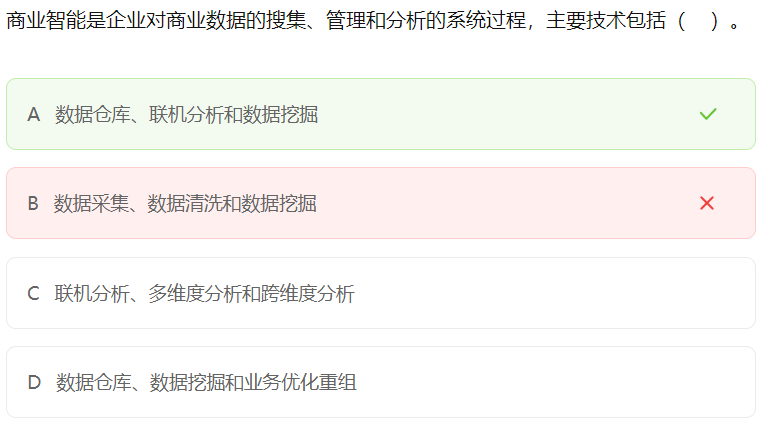 商业智能是企业对商业数据的搜集、管理和分析的系统过程，主要技术包括（　）。
A 数据仓库、联机分析和数据挖掘
B 数据采集、数据清洗和数据挖掘
C 联机分析、多维度分析和跨维度分析
D 数据仓库、数据挖掘和业务优化重组